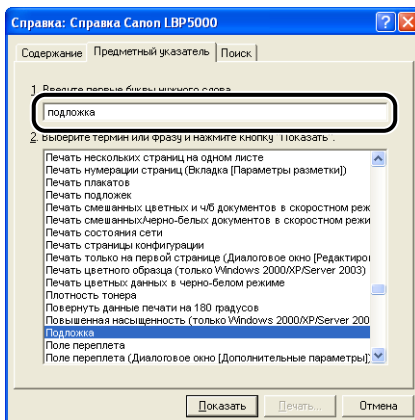 Справка: Справка Canon LBP5000
Содержание Предметный указатель Поиск
1. Введите первые буквы нужного слова
подложка
2. Выберите термин или фразу и нажмите кнопку "Показать".
Печать нескольких страниц на одном листе
Печать нумерации страниц (Вкладка [Параметры разметки])
Печать плакатов
Печать подложек
Печать смешанных цветных и ч/б документов в скоростном реж
Печать смешанных/черно-белых документов в скоростном режи
Печать состояния сети
Печать страницы конфигурации
Печать только на первой странице (Диалоговое окно [Редактиро
Печать цветного образца (только Windows 2000/XP/Server 2003)
Печать цветных данных в черно-белом режиме
Плотность тонера
Повернуть данные печати на 180 градусов
Повышенная насыщенность (только Windows 2000/XP/Server 200
Подложка
Поле переплета
Поле переплета (Диалоговое окно [Дополнительные параметры])
Показать Печать... Отмена